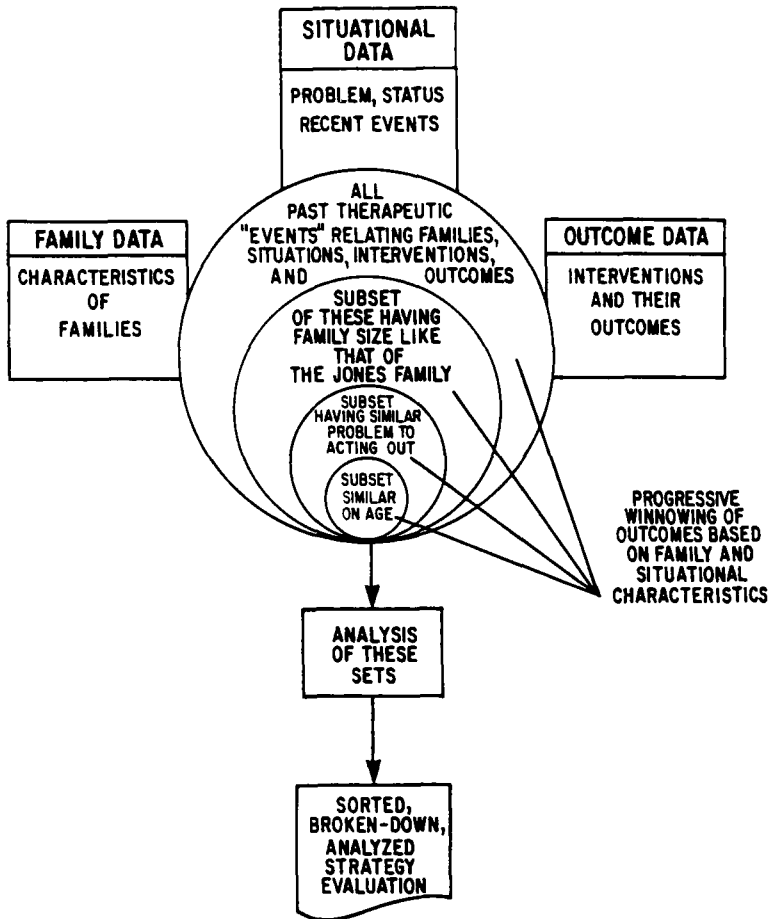 SITUATIONAL
DATA
PROBLEM, STATUS
RECENT EVENTS
FAMILY DATA
CHARACTERISTICS
OF
FAMILIES
ALL
PAST THERAPEUTIC
"EVENTS" RELATING FAMILIES,
SITUATIONS, INTERVENTIONS,
AND OUTCOMES
OUTCOME DATA
INTERVENTIONS
AND THEIR
OUTCOMES
SUBSET
OF THESE HAVING
FAMILY SIZE LIKE
THAT OF
THE JONES FAMILY
SUBSET
HAVING SIMILAR
PROBLEM TO
ACTING OUT
SUBSET
SIMILAR
ON AGE
PROGRESSIVE
WINNOWING OF
OUTCOMES BASED
ON FAMILY AND
SITUATIONAL
CHARACTERISTICS
ANALYSIS
OF THESE
SETS
SORTED,
BROKEN-DOWN,
ANALYZED
STRATEGY
EVALUATION